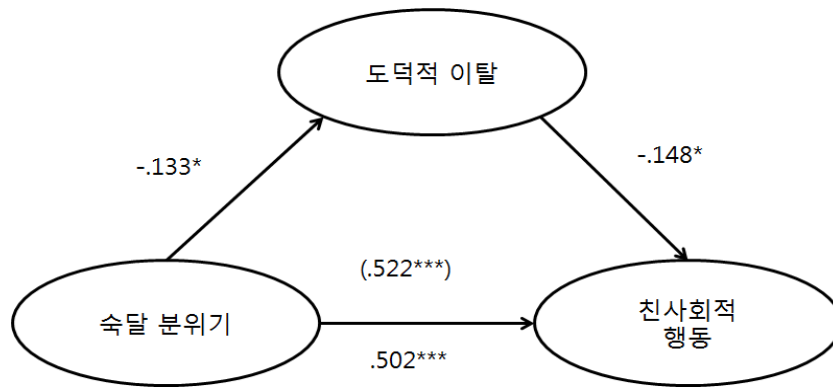 도덕적 이탈
-.133*
-.148*
(.522***)
숙달 분위기
친사회적
행동
.502***